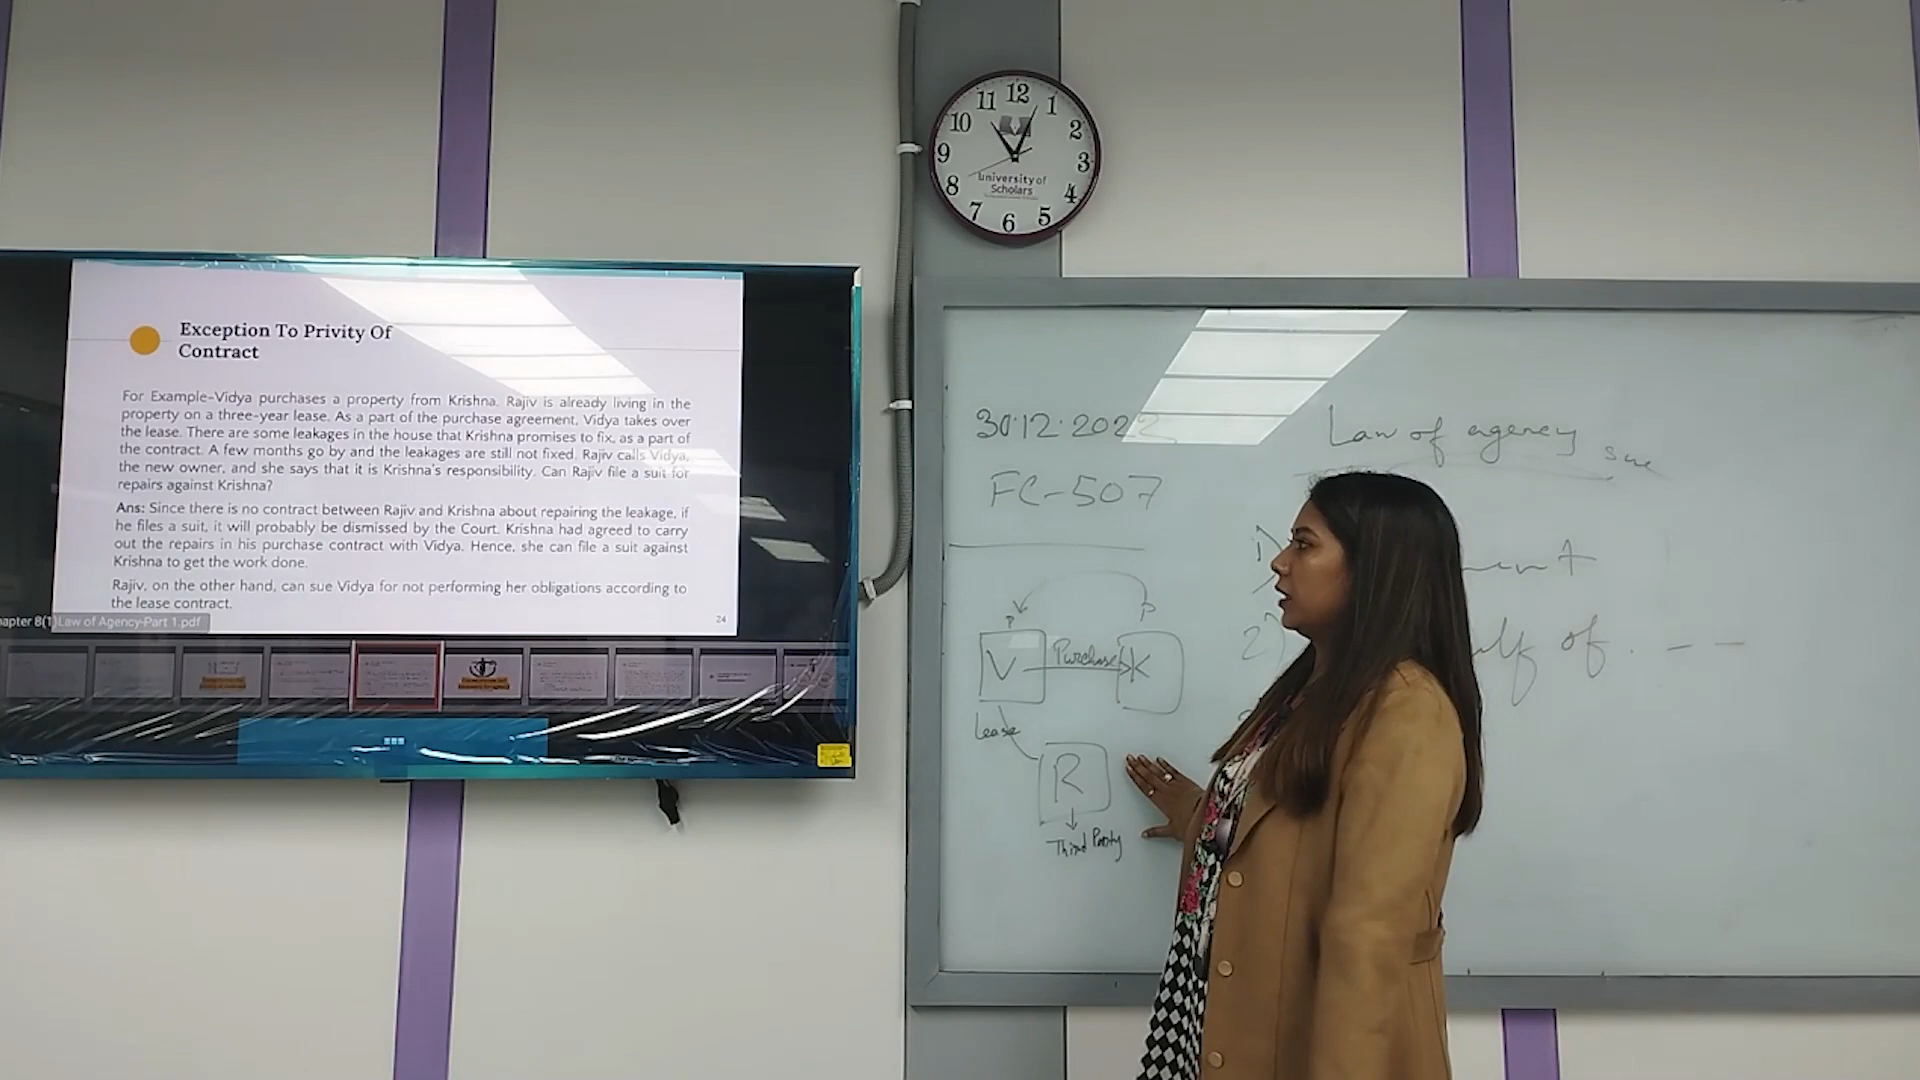 Exception To Privity Of
Contract
For Example-Vidya purchases a property from Krishna. Rajiv is already living in the
property on a three-year lease. As a part of the purchase agreement, Vidya takes over
the lease. There are some leakages in the house that Krishna promises to fix, as a part of
the contract. A few months go by and the leakages are still not fixed. Rajiv calls Vidya,
the new owner, and she says that it is Krishna's responsibility. Can Rajiv file a suit for
repairs against Krishna?
Ans: Since there is no contract between Rajiv and Krishna about repairing the leakage, if
he files a suit, it will probably be dismissed by the Court. Krishna had agreed to carry
out the repairs in his purchase contract with Vidya. Hence, she can file a suit against
Krishna to get the work done.
Rajiv, on the other hand, can sue Vidya for not performing her obligations according to
the lease contract.
24
apter 8(1)Law of Agency-Part 1.pdf
12
1
2
3
4
5
6
7
8
9
10
11
University of
Scholars
30.12.2022
FC-507
Law of agency
sue
1)
2)
of . - -
P
P
V
Purchase
K
Lease
R
Third Party